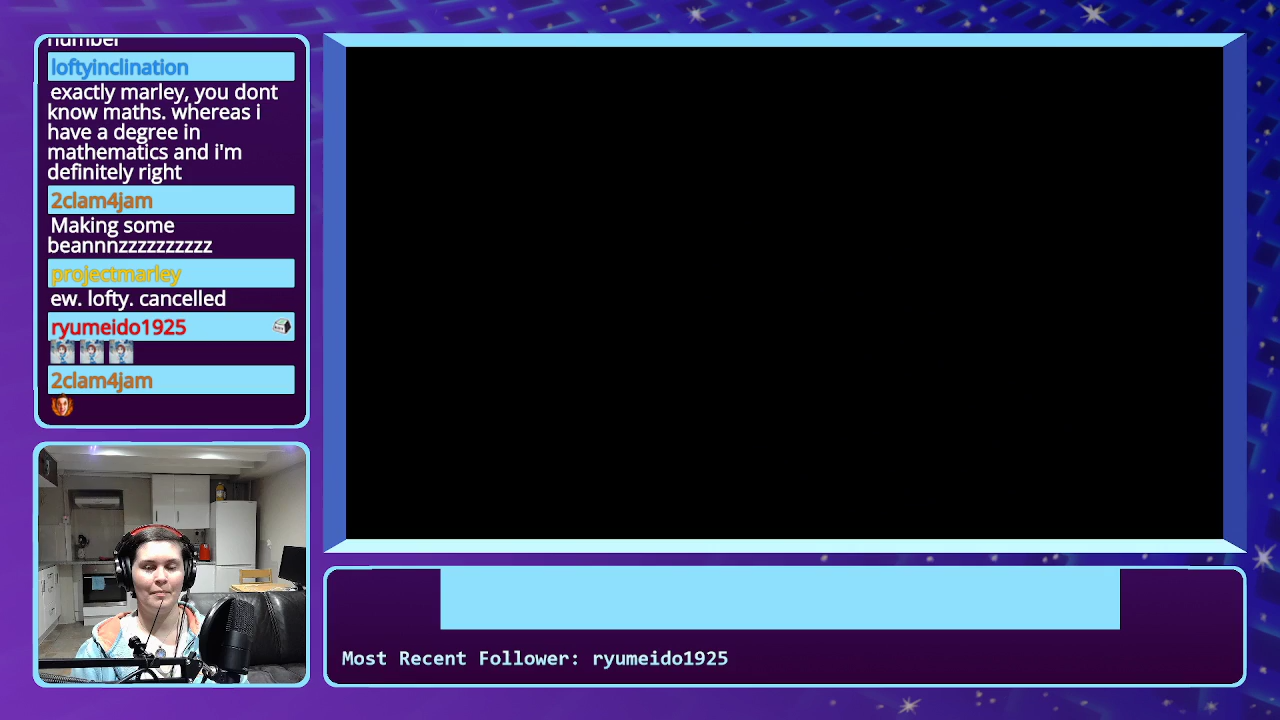 number
loftyinclination
exactly marley, you dont
know maths. whereas i
have a degree in
mathematics and i'm
definitely right
2clam4jam
Making some
beannnzzzzzzzzzz
projectmarley
ew. lofty. cancelled
ryumeido1925
2clam4jam
Most Recent Follower: ryumeido1925